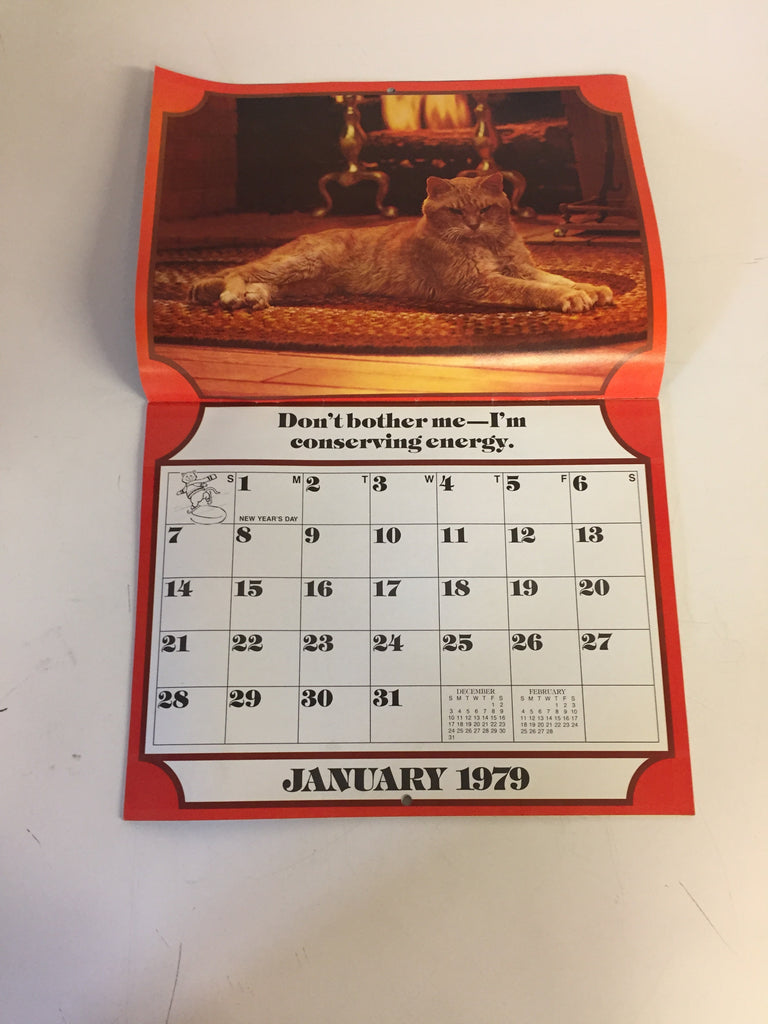 Don't bother me—I'm
conserving energy.
S M T W T F S
1 2 3 4 5 6
NEW YEAR'S DAY
7 8 9 10 11 12 13
14 15 16 17 18 19 20
21 22 23 24 25 26 27
28 29 30 31
DECEMBER
S M T W T F S
1 2
3 4 5 6 7 8 9
10 11 12 13 14 15 16
17 18 19 20 21 22 23
24 25 26 27 28 29 30
31
FEBRUARY
S M T W T F S
1 2 3
4 5 6 7 8 9 10
11 12 13 14 15 16 17
18 19 20 21 22 23 24
25 26 27 28
JANUARY 1979